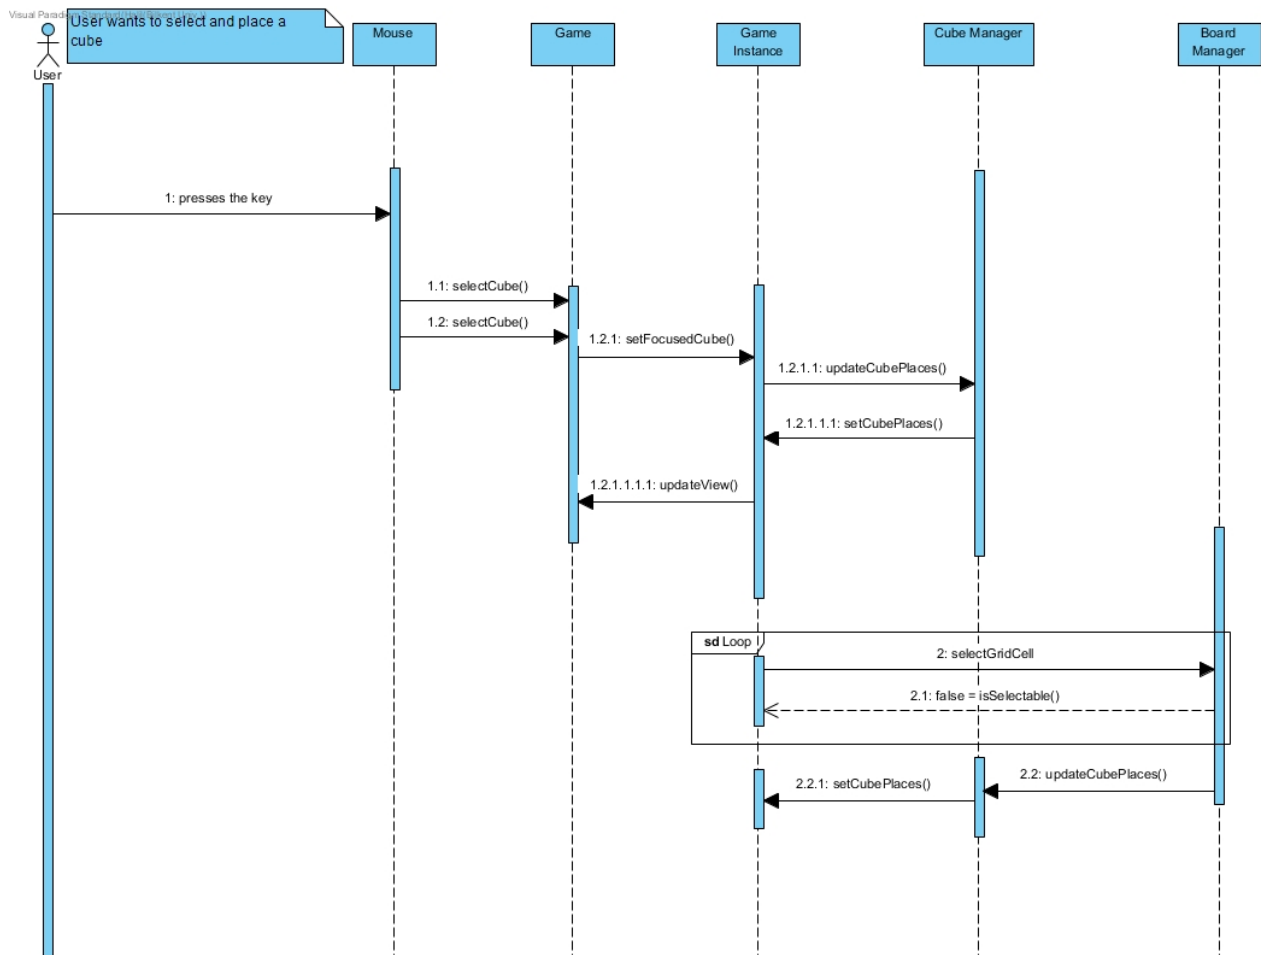 User wants to select and place a
cube
User
Mouse
Game
Game
Instance
Cube Manager
Board
Manager
1: presses the key
1.1: selectCube()
1.2: selectCube()
1.2.1: setFocusedCube()
1.2.1.1: updateCubePlaces()
1.2.1.1.1: setCubePlaces()
1.2.1.1.1.1: updateView()
sd Loop
2: selectGridCell
2.1: false = isSelectable()
2.2: updateCubePlaces()
2.2.1: setCubePlaces()